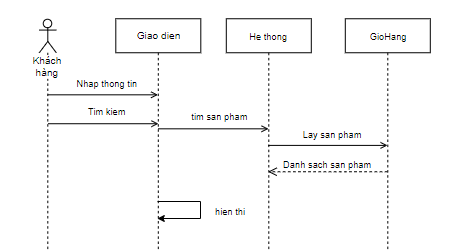 Giao dien
He thong
GioHang
Khách
hàng
Nhap thong tin
Tim kiem
tim san pham
Lay san pham
Danh sach san pham
hien thi